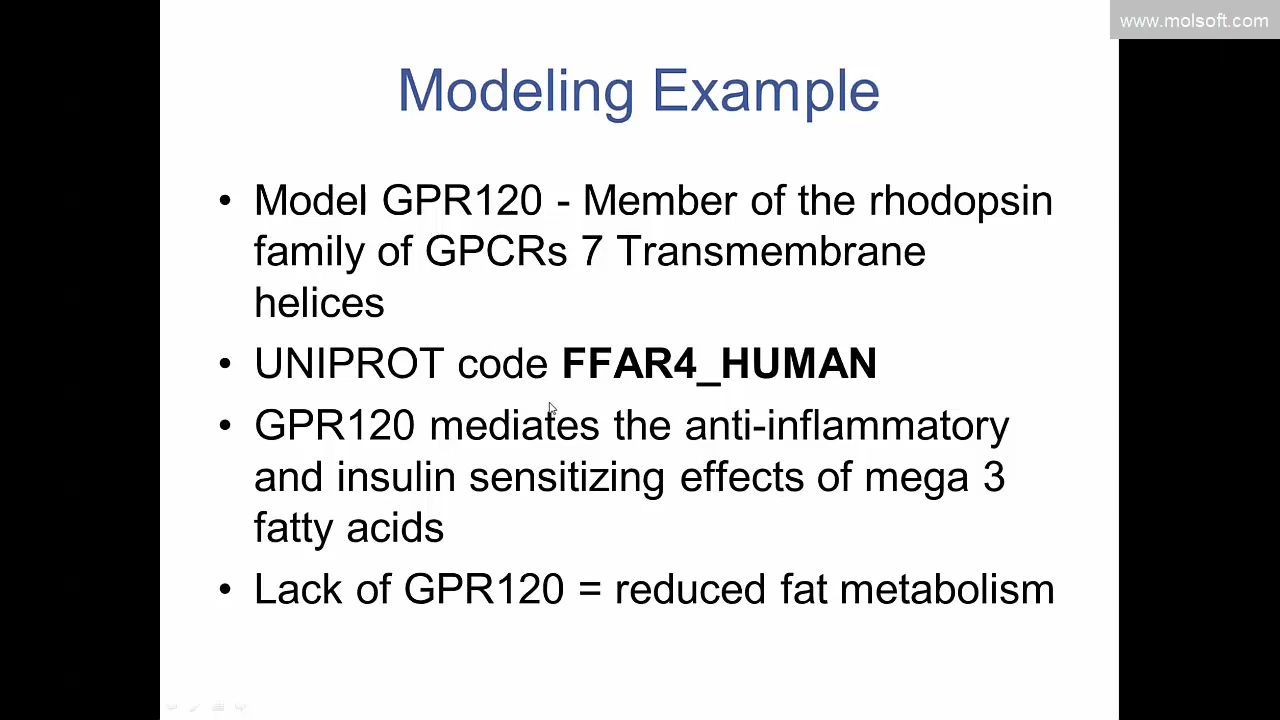 www.molsoft.com
Modeling Example
• Model GPR120 - Member of the rhodopsin
family of GPCRs 7 Transmembrane
helices
• UNIPROT code FFAR4_HUMAN
• GPR120 mediates the anti-inflammatory
and insulin sensitizing effects of mega 3
fatty acids
• Lack of GPR120 = reduced fat metabolism